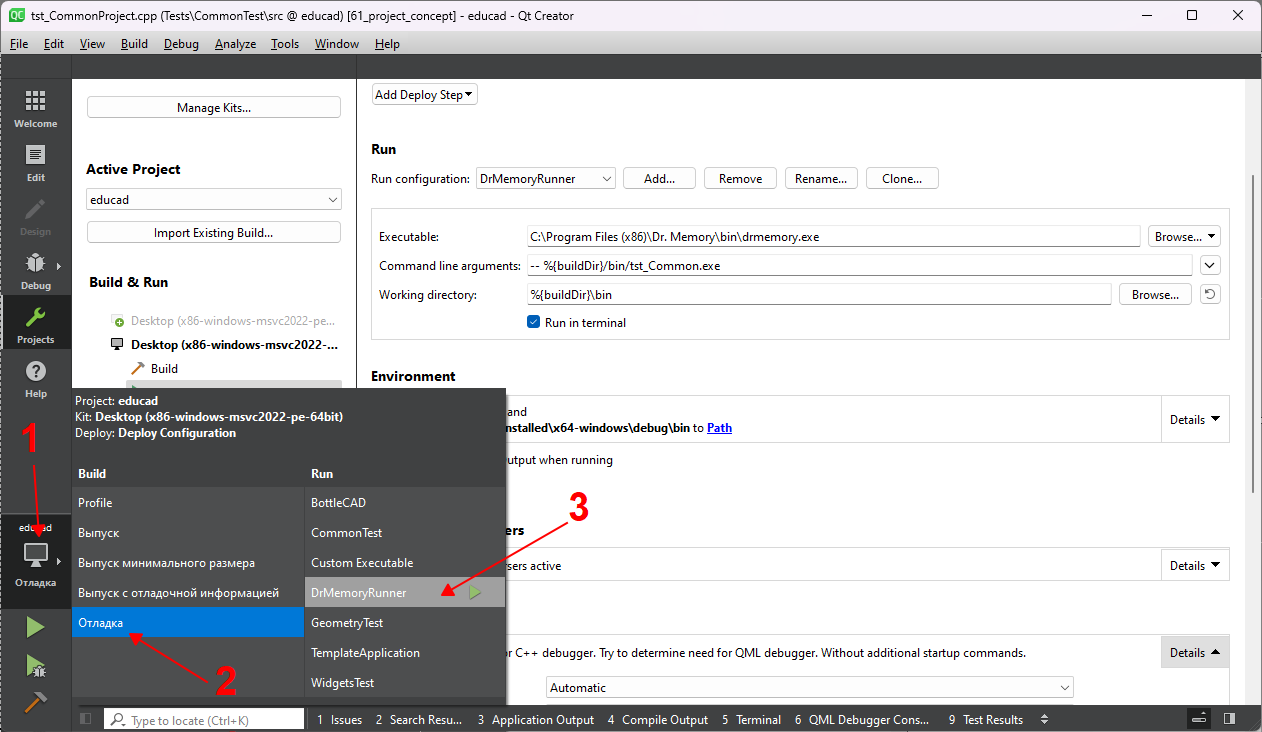 tst_CommonProject.cpp (Tests\CommonTest\src @ educad) [61_project_concept] - educad - Qt Creator
File Edit View Build Debug Analyze Tools Window Help
Welcome
Edit
Design
Debug
Projects
Help
1
educad
Отладка
Manage Kits...
Active Project
educad
Import Existing Build...
Build & Run
Desktop (x86-windows-msvc2022-pe...
Desktop (x86-windows-msvc2022-...
Build
Add Deploy Step
Run
Run configuration: DrMemoryRunner Add... Remove Rename... Clone...
Executable: C:\Program Files (x86)\Dr. Memory\bin\drmemory.exe Browse...
Command line arguments: -- %{buildDir}/bin/tst_Common.exe
Working directory: %{buildDir}\bin Browse...
Run in terminal
Environment
and
nstalled\x64-windows\debug\bin to Path
Details
utput when running
3
ers
sers active
Details
or C++ debugger. Try to determine need for QML debugger. Without additional startup commands.
Details
Automatic
Project: educad
Kit: Desktop (x86-windows-msvc2022-pe-64bit)
Deploy: Deploy Configuration
Build
Profile
Выпуск
Выпуск минимального размера
Выпуск с отладочной информацией
Отладка
2
Run
BottleCAD
CommonTest
Custom Executable
DrMemoryRunner
GeometryTest
TemplateApplication
WidgetsTest
Type to locate (Ctrl+K)
1 Issues 2 Search Resu... 3 Application Output 4 Compile Output 5 Terminal 6 QML Debugger Cons... 9 Test Results